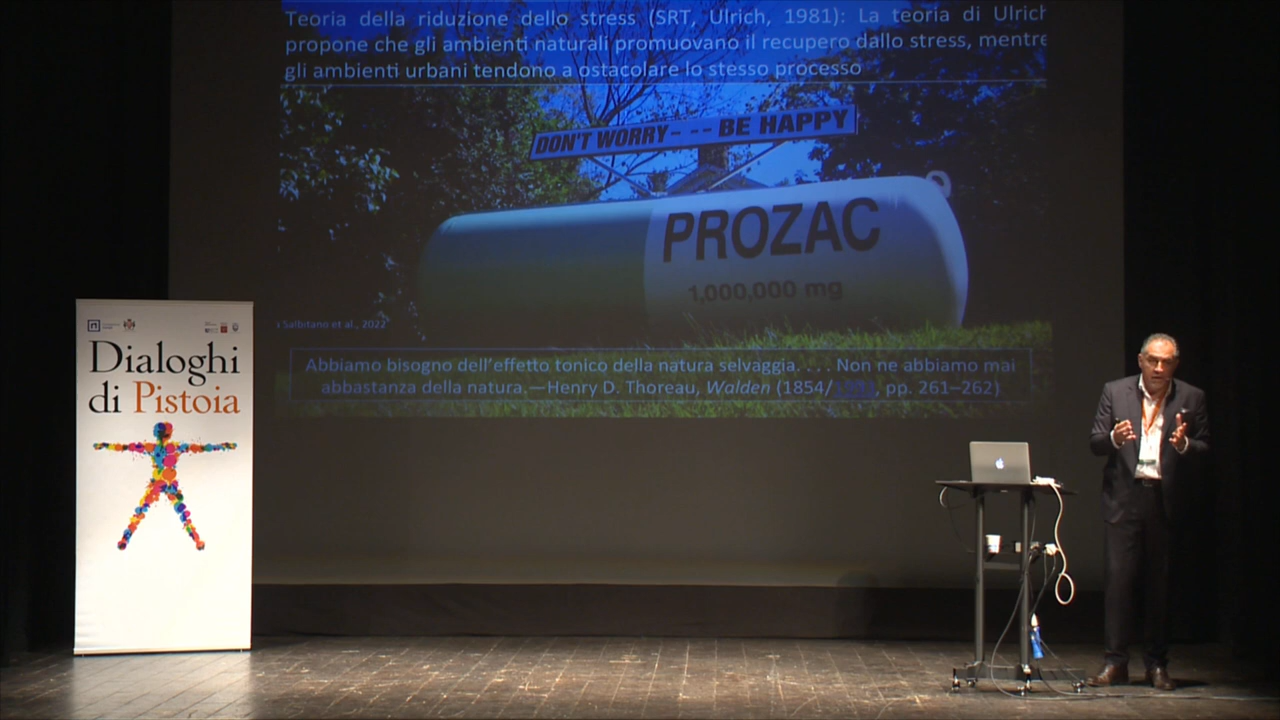 Teoria della riduzione dello stress (SRT, Ulrich, 1981): La teoria di Ulrich
propone che gli ambienti naturali promuovano il recupero dallo stress, mentre
gli ambienti urbani tendono a ostacolare lo stesso processo
DON'T WORRY- -- BE HAPPY
PROZAC
1,000,000 mg
Salbitano et al., 2022
Abbiamo bisogno dell'effetto tonico della natura selvaggia. . . . Non ne abbiamo mai
abbastanza della natura.—Henry D. Thoreau, Walden (1854/, pp. 261–262)
Dialoghi
di Pistoia